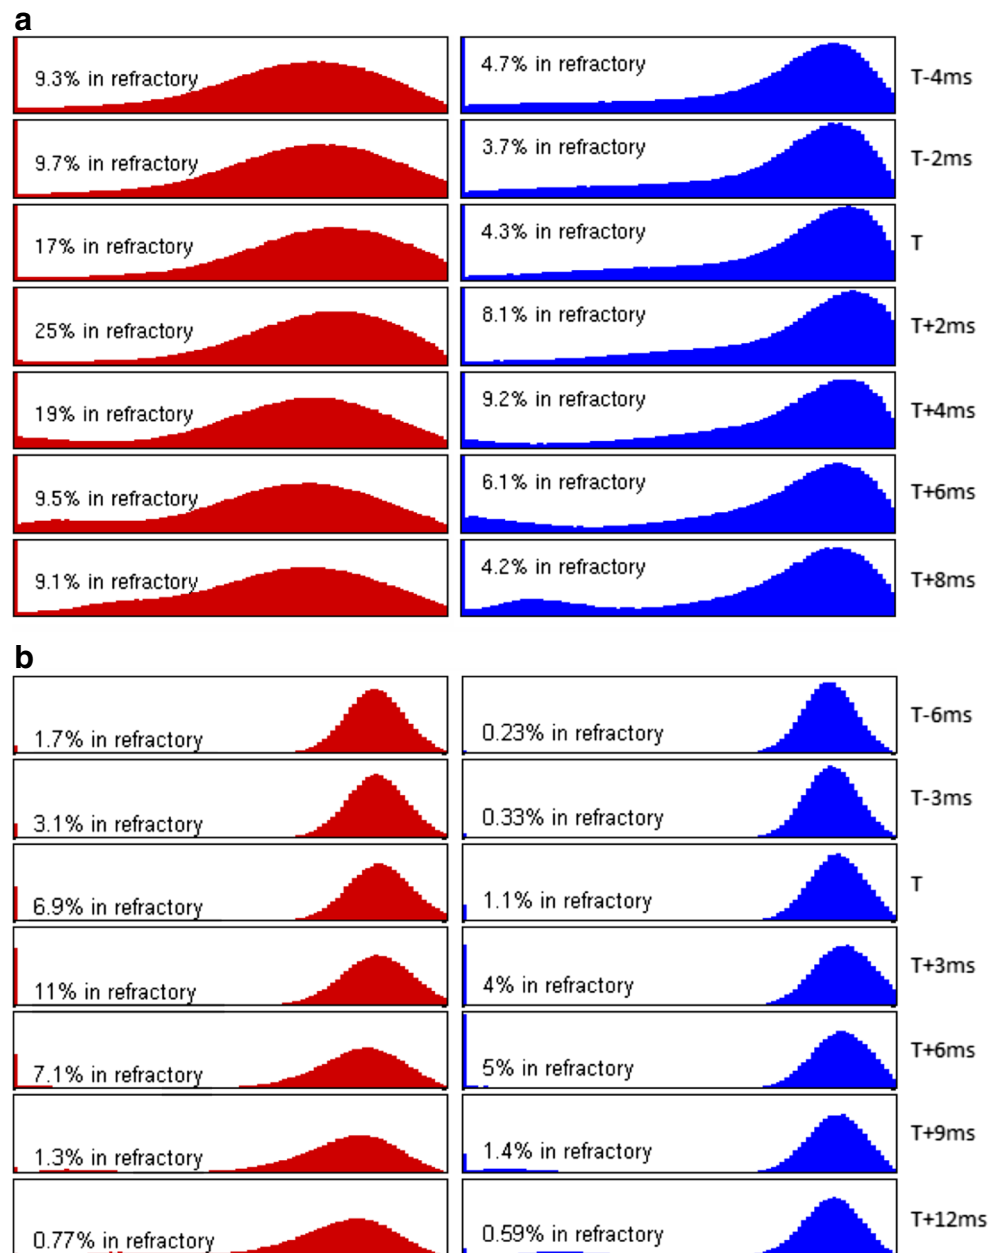 a
9.3% in refractory 4.7% in refractory T-4ms
9.7% in refractory 3.7% in refractory T-2ms
17% in refractory 4.3% in refractory T
25% in refractory 8.1% in refractory T+2ms
19% in refractory 9.2% in refractory T+4ms
9.5% in refractory 6.1% in refractory T+6ms
9.1% in refractory 4.2% in refractory T+8ms
b
1.7% in refractory 0.23% in refractory T-6ms
3.1% in refractory 0.33% in refractory T-3ms
6.9% in refractory 1.1% in refractory T
11% in refractory 4% in refractory T+3ms
7.1% in refractory 5% in refractory T+6ms
1.3% in refractory 1.4% in refractory T+9ms
0.77% in refractory 0.59% in refractory T+12ms